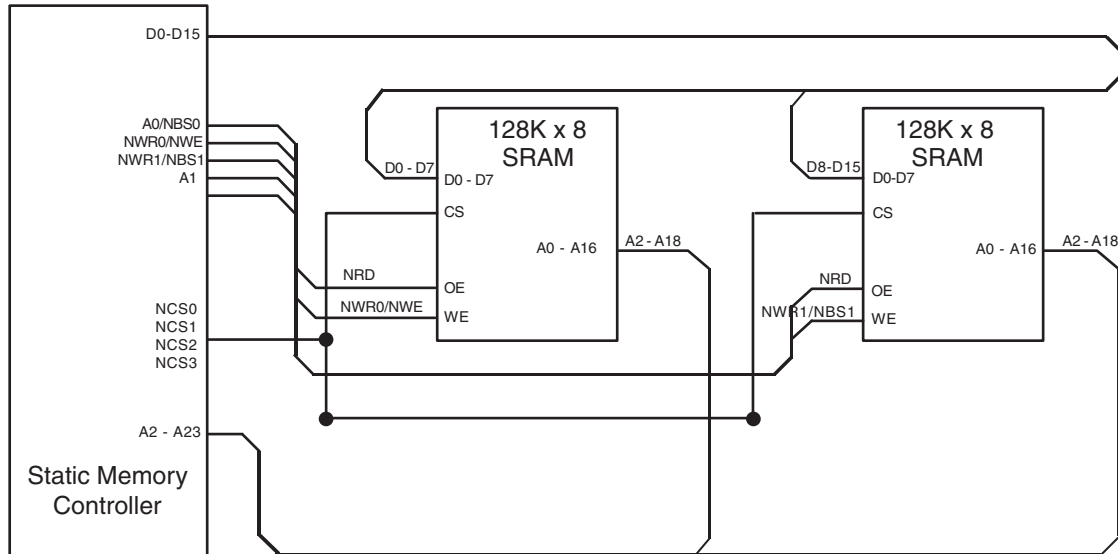 D0-D15
A0/NBS0
NWR0/NWE
NWR1/NBS1
A1
NCS0
NCS1
NCS2
NCS3
A2 - A23
Static Memory
Controller
128K x 8
SRAM
D0 - D7
D0 - D7
CS
A0 - A16
A2 - A18
NRD
OE
NWR0/NWE
WE
128K x 8
SRAM
D8-D15
D0-D7
CS
A0 - A16
A2 - A18
NRD
OE
NWR1/NBS1
WE